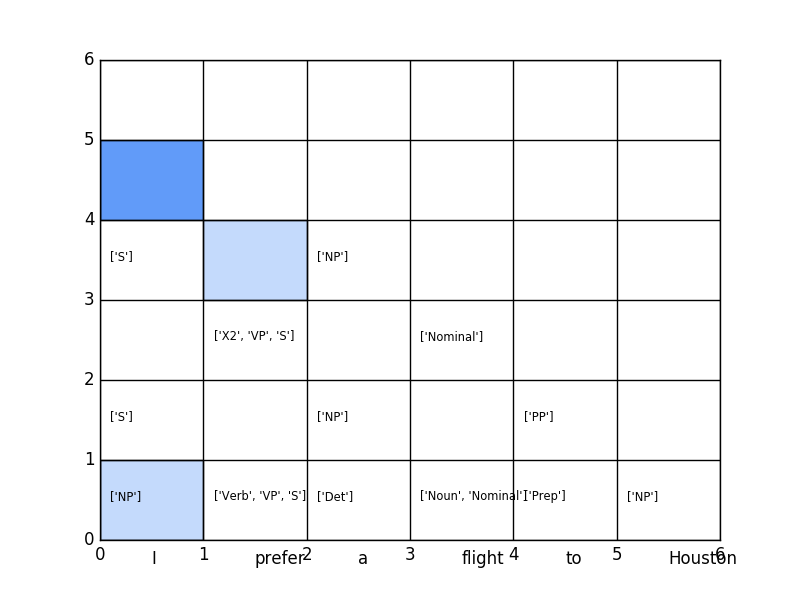 6
5
4
['S'] ['NP']
3
['X2', 'VP', 'S'] ['Nominal']
2
['S'] ['NP'] ['PP']
1
['NP'] ['Verb', 'VP', 'S'] ['Det'] ['Noun', 'Nominal'] ['Prep'] ['NP']
0
0 1 2 3 4 5 6
I prefer a flight to Houston